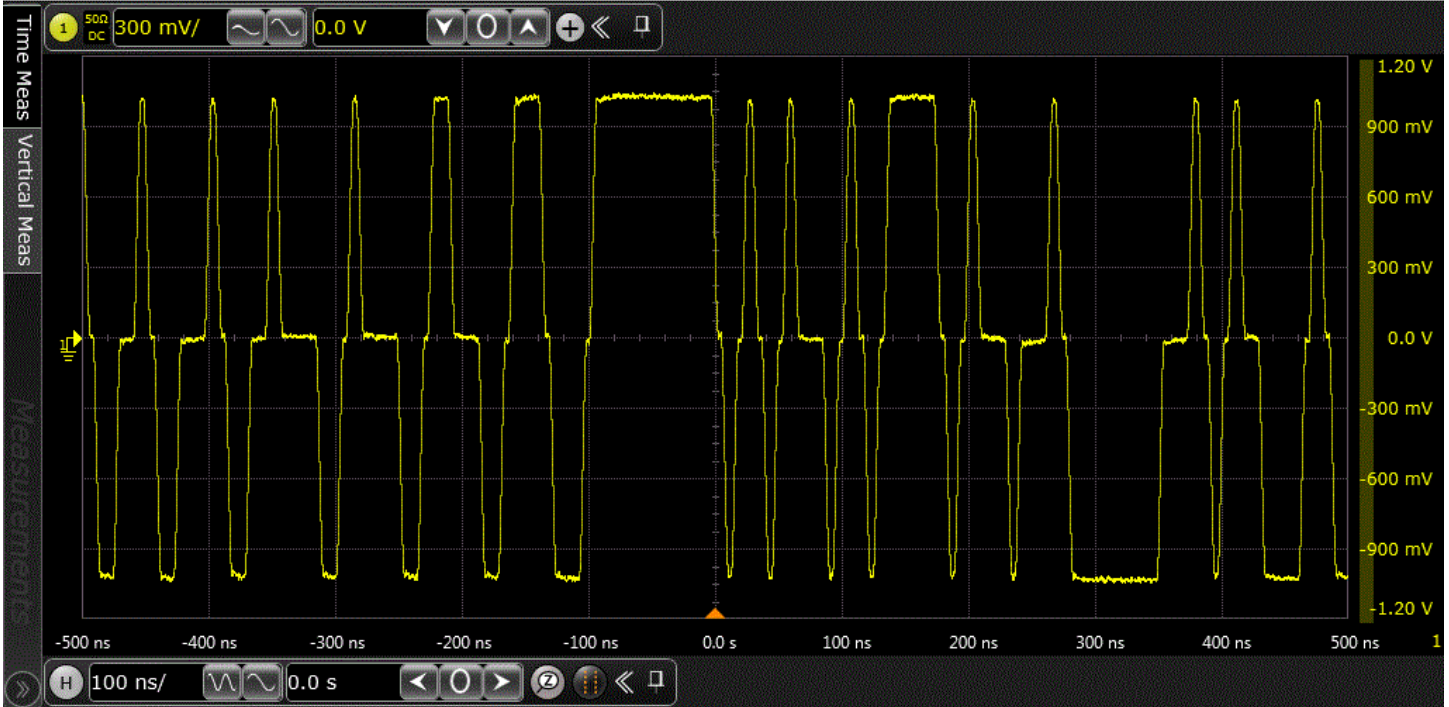 Time Meas
Vertical Meas
Measurements
1 50Ω DC 300 mV/ 0.0 V
1.20 V
900 mV
600 mV
300 mV
0.0 V
-300 mV
-600 mV
-900 mV
-1.20 V
1
-500 ns -400 ns -300 ns -200 ns -100 ns 0.0 s 100 ns 200 ns 300 ns 400 ns 500 ns 1
H 100 ns/ 0.0 s Z